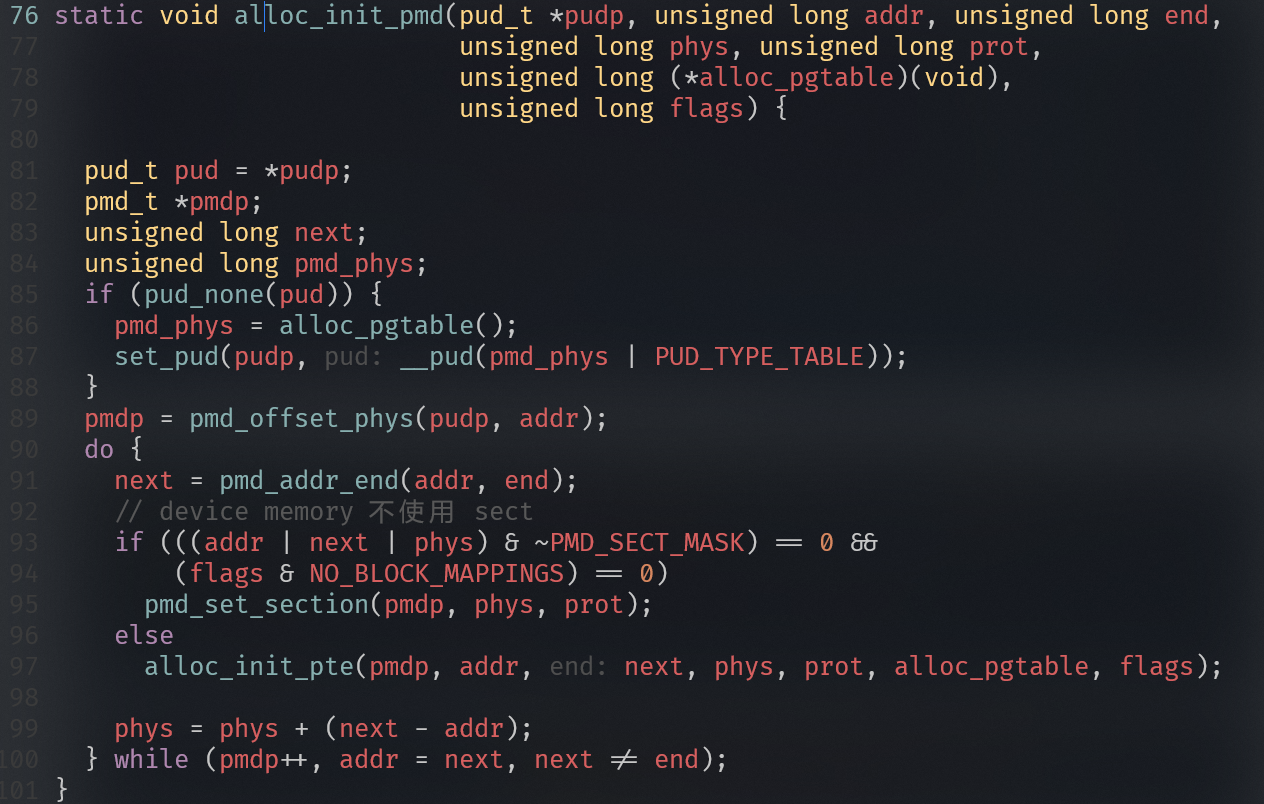 76 static void alloc_init_pmd(pud_t *pudp, unsigned long addr, unsigned long end,
77                            unsigned long phys, unsigned long prot,
78                            unsigned long (*alloc_pgtable)(void),
79                            unsigned long flags) {
80
81   pud_t pud = *pudp;
82   pmd_t *pmdp;
83   unsigned long next;
84   unsigned long pmd_phys;
85   if (pud_none(pud)) {
86     pmd_phys = alloc_pgtable();
87     set_pud(pudp, pud: __pud(pmd_phys | PUD_TYPE_TABLE));
88   }
89   pmdp = pmd_offset_phys(pudp, addr);
90   do {
91     next = pmd_addr_end(addr, end);
92     // device memory 不使用 sect
93     if (((addr | next | phys) & ~PMD_SECT_MASK) == 0 &&
94         (flags & NO_BLOCK_MAPPINGS) == 0)
95       pmd_set_section(pmdp, phys, prot);
96     else
97       alloc_init_pte(pmdp, addr, end: next, phys, prot, alloc_pgtable, flags);
98
99     phys = phys + (next - addr);
100   } while (pmdp++, addr = next, next != end);
101 }